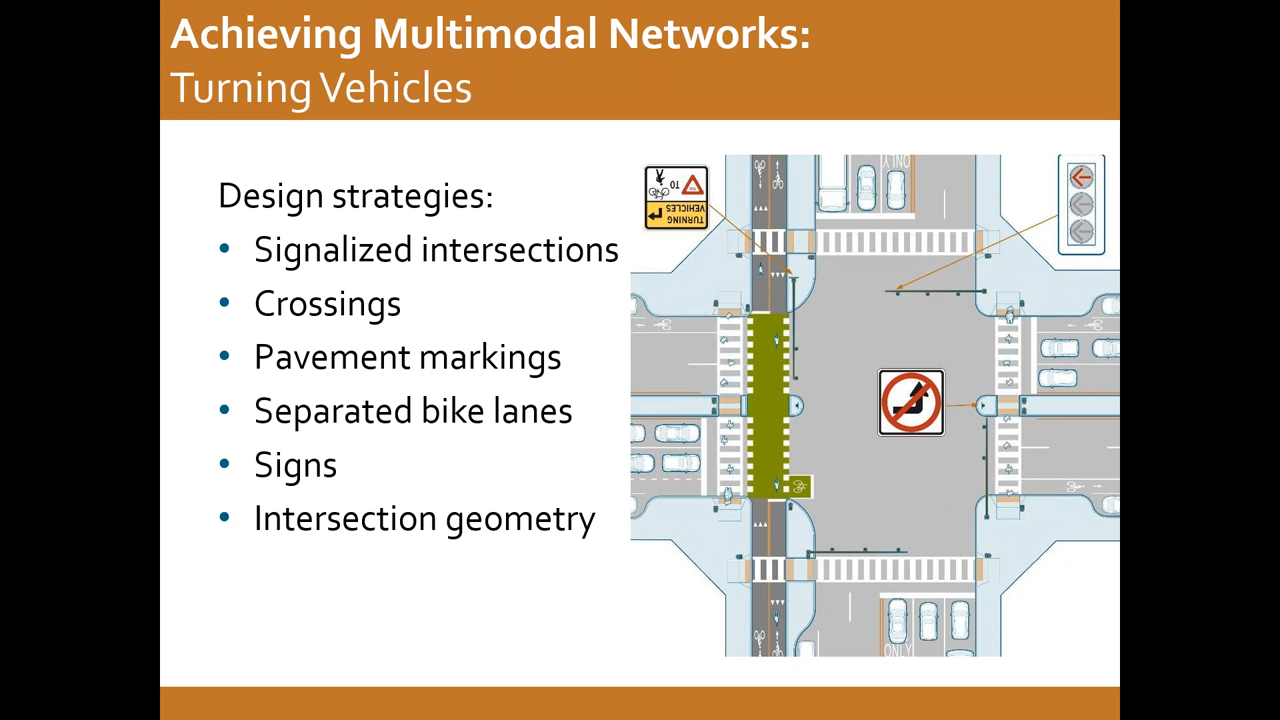 Achieving Multimodal Networks:
Turning Vehicles
Design strategies:
• Signalized intersections
• Crossings
• Pavement markings
• Separated bike lanes
• Signs
• Intersection geometry
ONLY
TO
TURNING
VEHICLES
ONLY